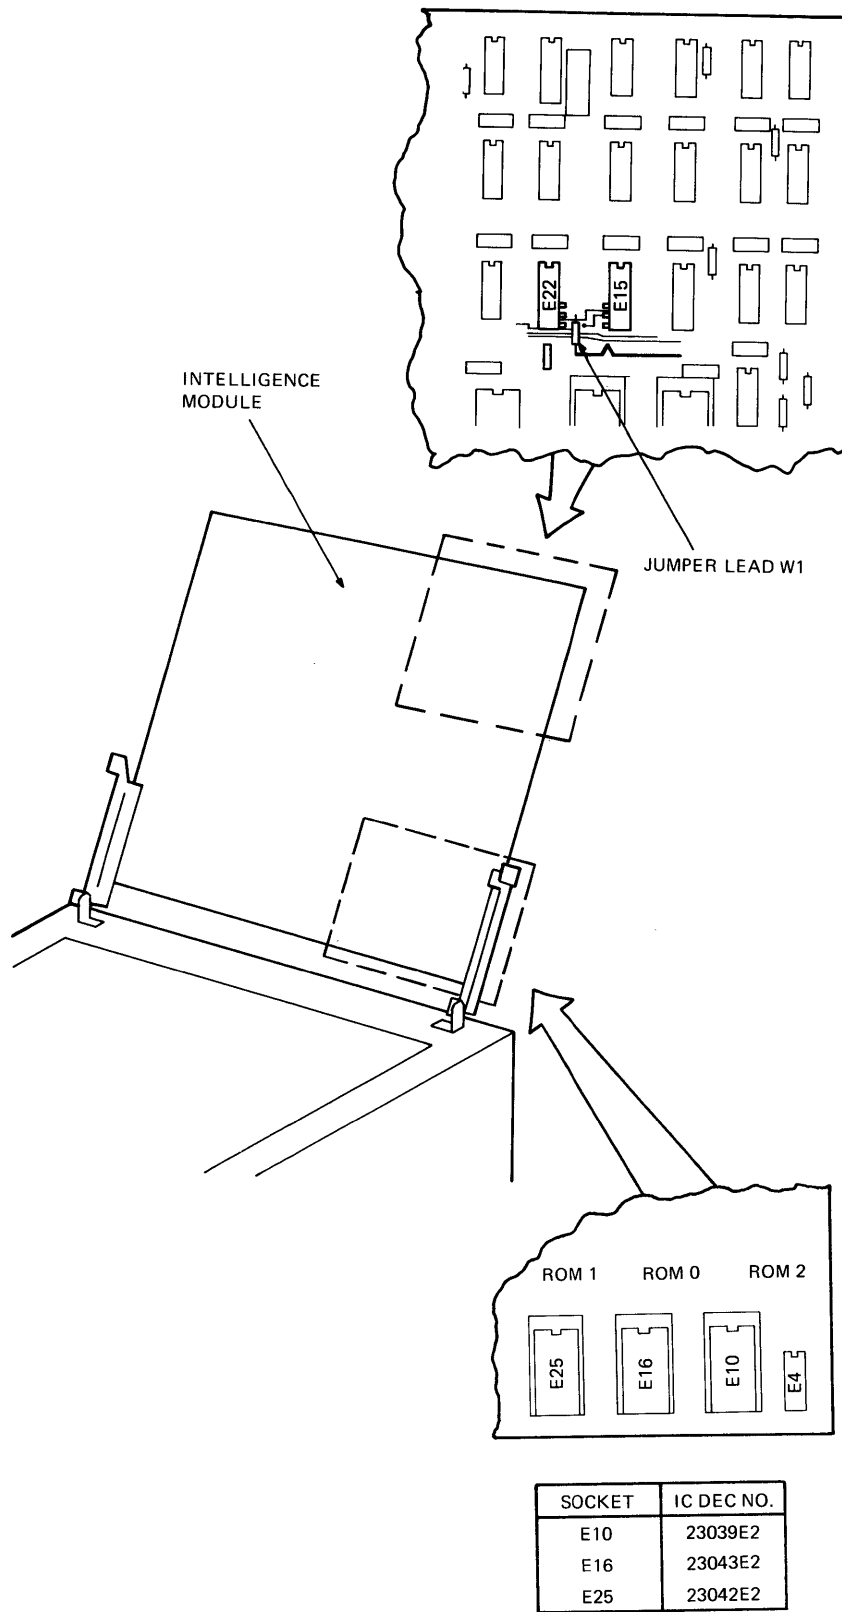 E22
E15
INTELLIGENCE
MODULE
JUMPER LEAD W1
ROM 1 ROM 0 ROM 2
E25 E16 E10 E4
SOCKET IC DEC NO.
E10 23039E2
E16 23043E2
E25 23042E2